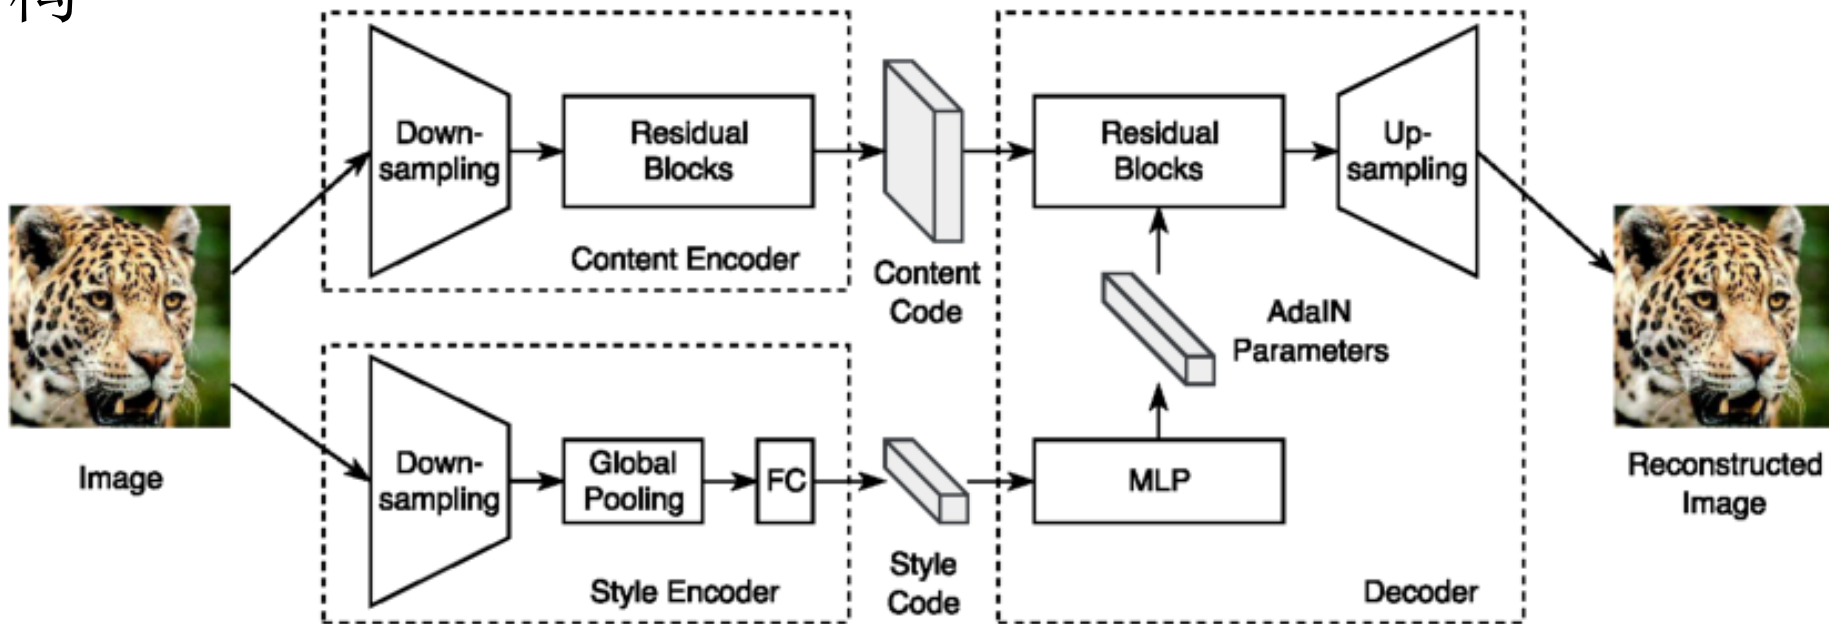 Down-
sampling
Residual
Blocks
Content Encoder
Content
Code
Residual
Blocks
Up-
sampling
AdaIN
Parameters
Image
Down-
sampling
Global
Pooling
FC
Style Encoder
Style
Code
MLP
Decoder
Reconstructed
Image